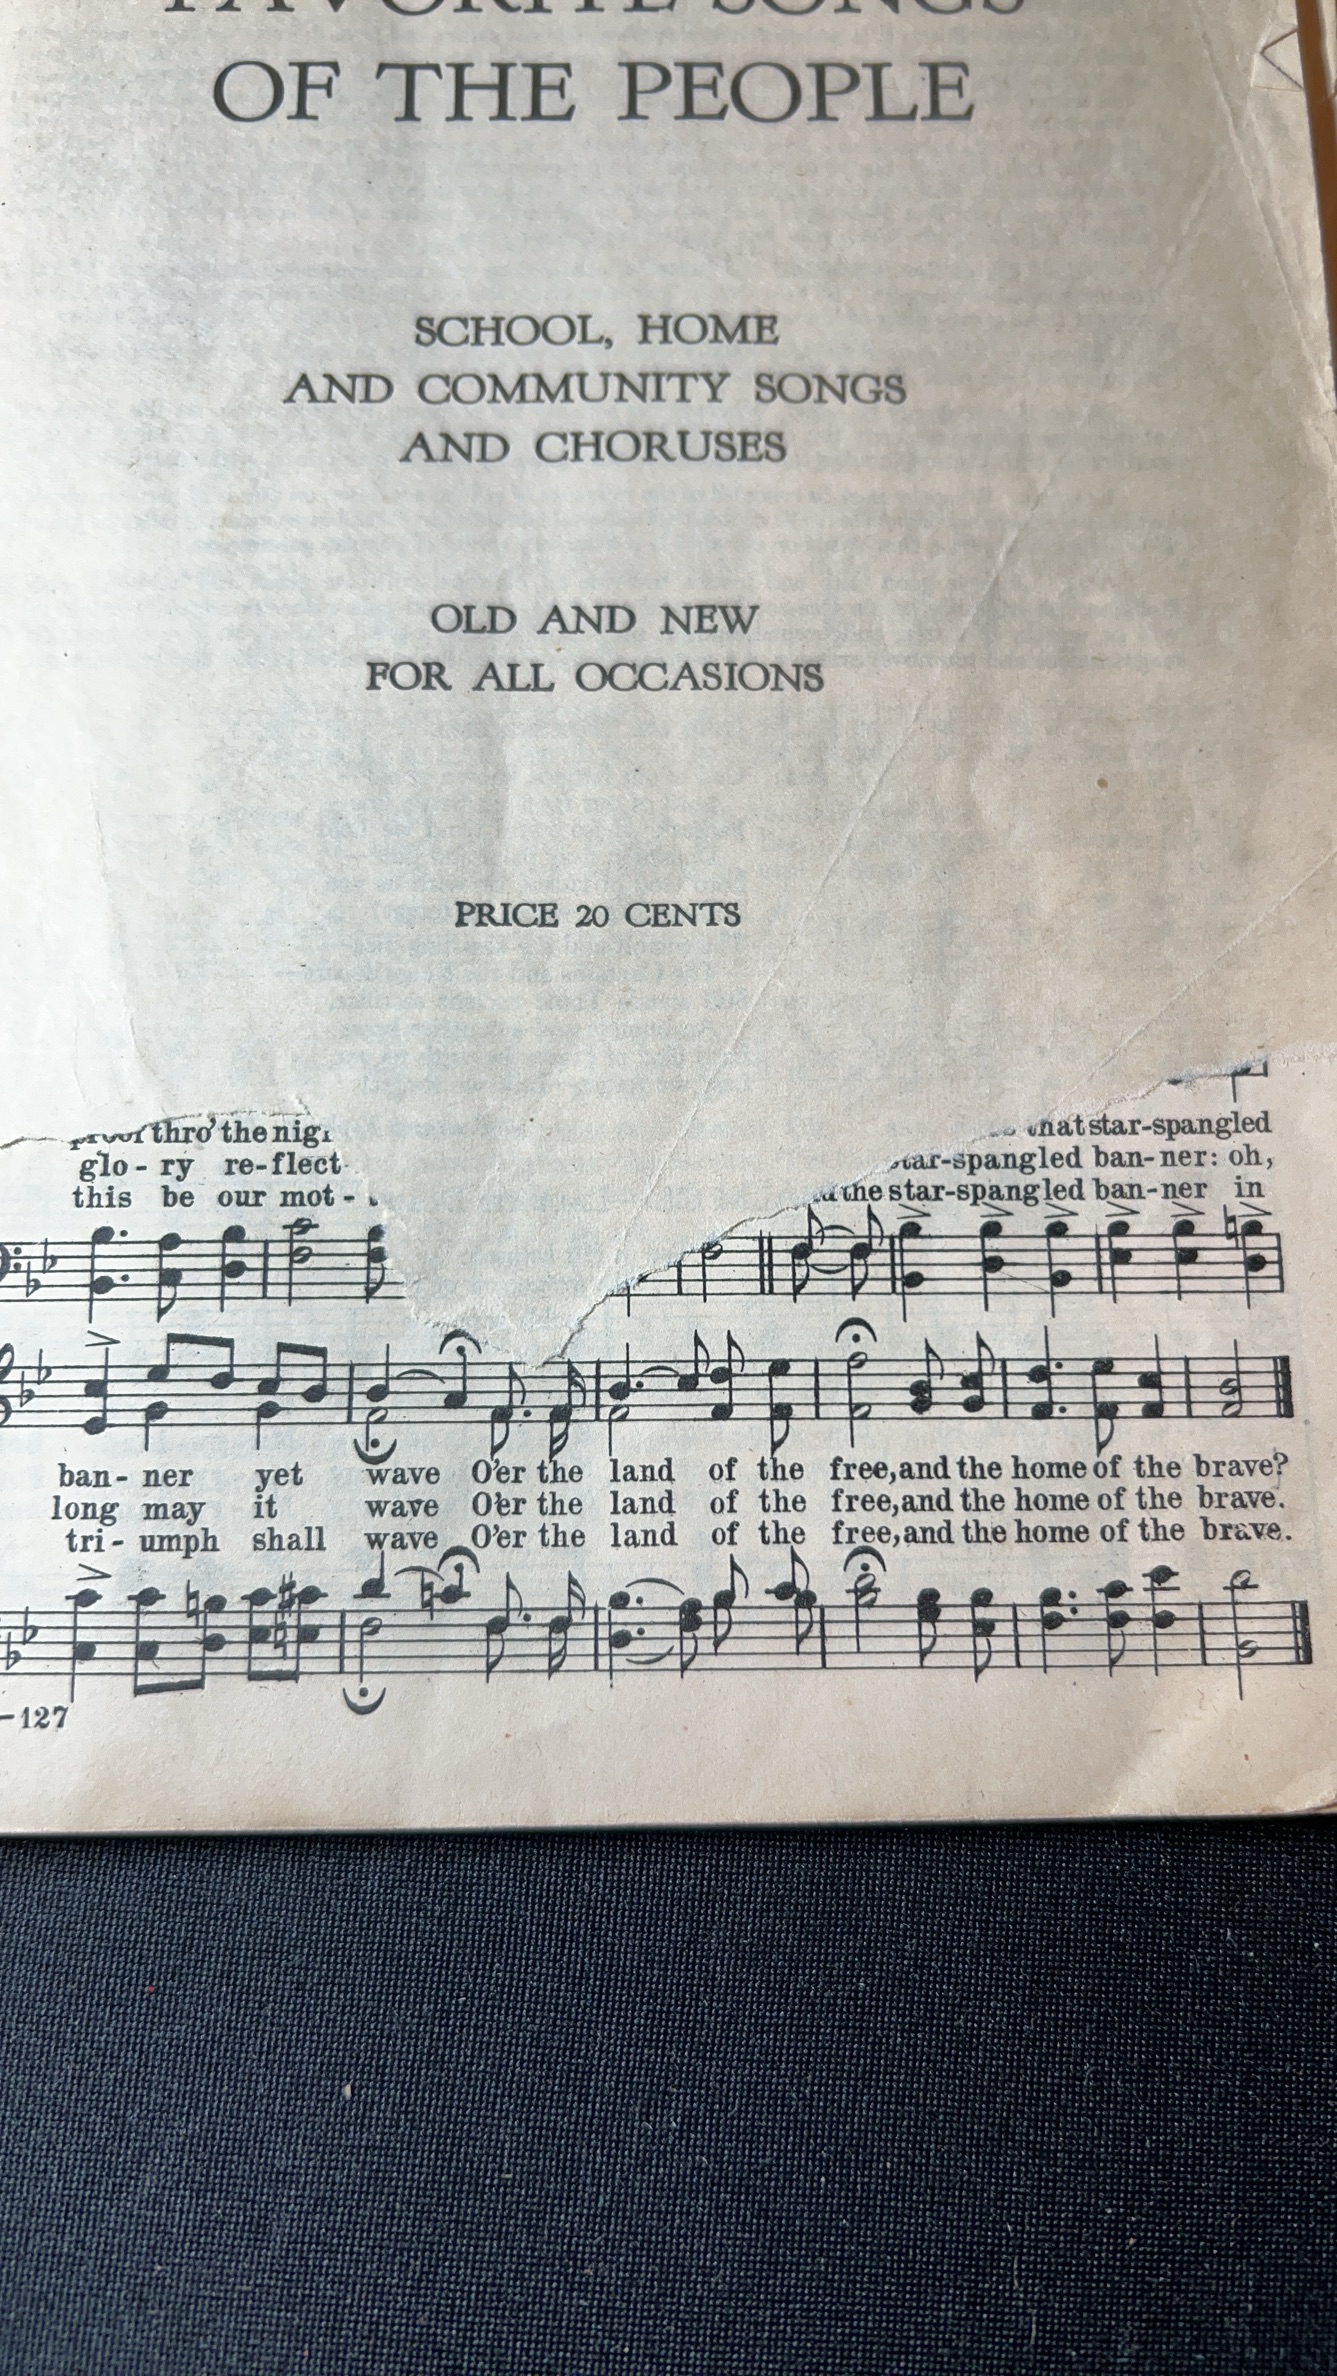 FAVORITE SONGS
OF THE PEOPLE
SCHOOL, HOME
AND COMMUNITY SONGS
AND CHORUSES
OLD AND NEW
FOR ALL OCCASIONS
PRICE 20 CENTS
thro' the that star-spangled
glo - ry re-flect star-spangled ban-ner: oh,
this be our mot - the star-spangled ban-ner in
ban- ner yet wave O'er the land of the free, and the home of the brave?
long may it wave O'er the land of the free, and the home of the brave.
tri - umph shall wave O'er the land of the free, and the home of the brave.
-127